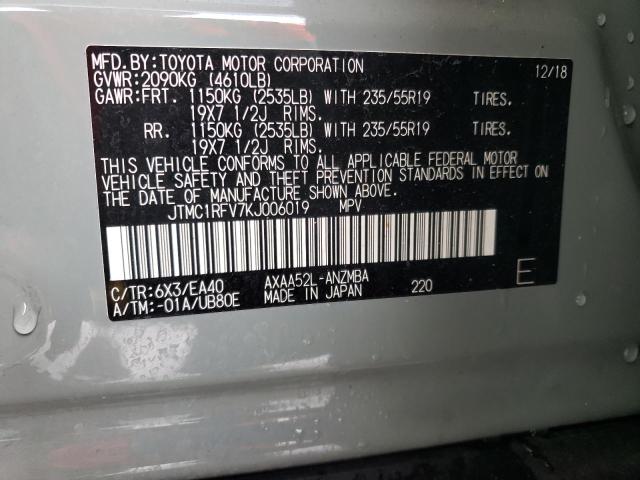 MFD. BY: TOYOTA MOTOR CORPORATION 12/18
GVWR: 2090KG (4610LB)
GAWR: FRT. 1150KG (2535LB) WITH 235/55R19 TIRES.
19X7 1/2J RIMS.
RR. 1150KG (2535LB) WITH 235/55R19 TIRES.
19X7 1/2J RIMS.
THIS VEHICLE CONFORMS TO ALL APPLICABLE FEDERAL MOTOR
VEHICLE SAFETY AND THEFT PREVENTION STANDARDS IN EFFECT ON
THE DATE OF MANUFACTURE SHOWN ABOVE.
JTMC1RFV7KJ006019 MPV
C/TR: 6X3/EA40 AXAA52L-ANZMBA
A/TM: -01A/UB80E MADE IN JAPAN 220 E